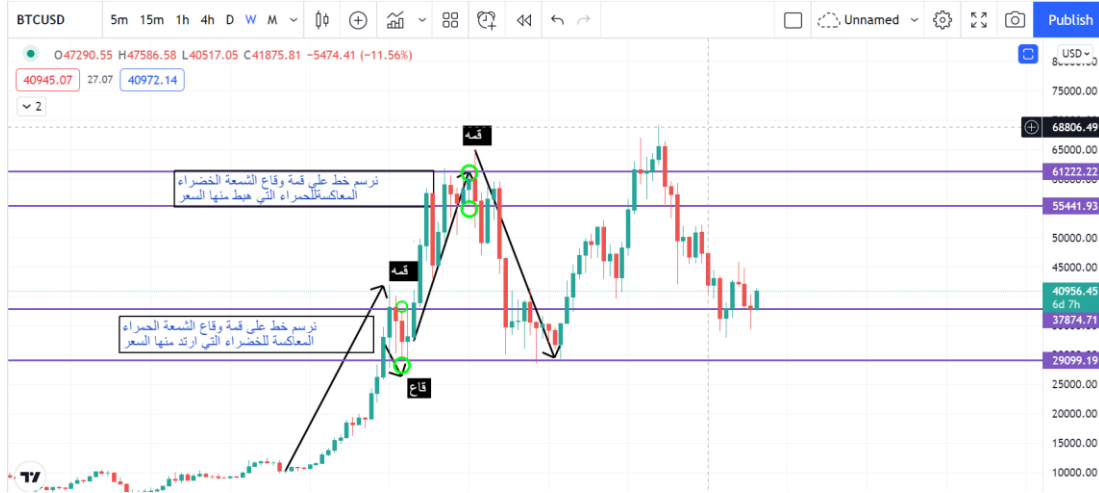 BTCUSD 5m 15m 1h 4h D W M Unnamed Publish
O47290.55 H47586.58 L40517.05 C41875.81 −5474.41 (−11.56%)
USD
40945.07 27.07 40972.14
2
75000.00
68806.49
65000.00
61222.22
55441.93
50000.00
45000.00
40956.45
6d 7h
37874.71
29099.19
25000.00
20000.00
15000.00
10000.00
قمه
نرسم خط على قمة وقاع الشمعة الخضراء
المعاكسةللحمراء التي هبط منها السعر
قمه
نرسم خط على قمة وقاع الشمعة الحمراء
المعاكسة للخضراء التي ارتد منها السعر
قاع